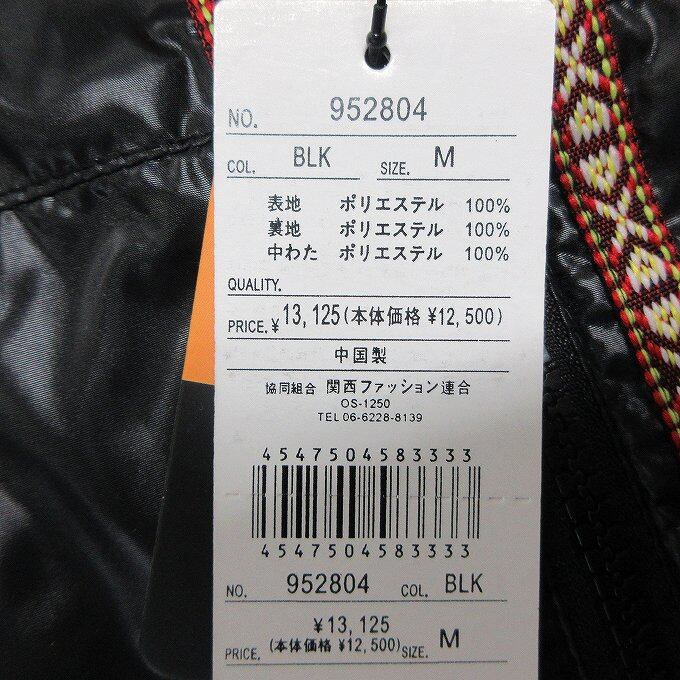 NO. 952804
COL. BLK SIZE. M
表地 ポリエステル 100%
裏地 ポリエステル 100%
中わた ポリエステル 100%
QUALITY.
PRICE.¥ 13,125(本体価格 ¥12,500)
中国製
協同組合 関西ファッション連合
OS-1250
TEL 06-6228-8139
4547504583333
4547504583333
NO. 952804 COL. BLK
¥13,125
PRICE. (本体価格 ¥12,500) SIZE. M